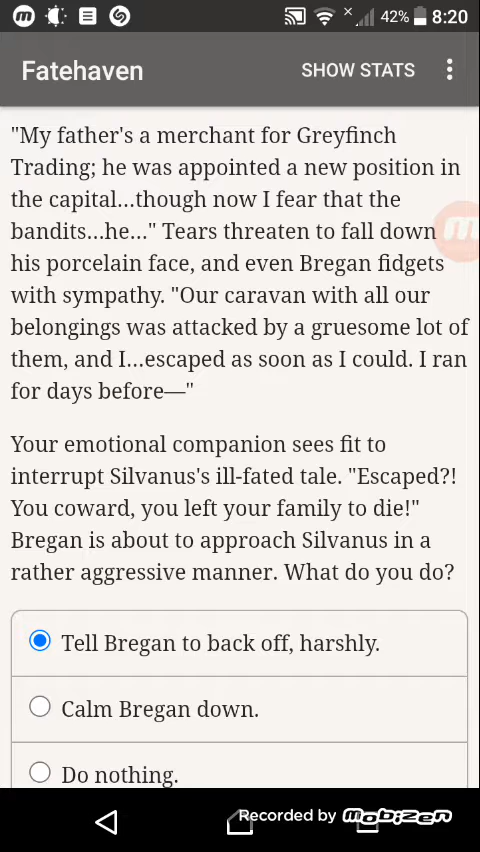 42% 8:20
Fatehaven SHOW STATS
"My father's a merchant for Greyfinch
Trading; he was appointed a new position in
the capital...though now I fear that the
bandits...he..." Tears threaten to fall down
his porcelain face, and even Bregan fidgets
with sympathy. "Our caravan with all our
belongings was attacked by a gruesome lot of
them, and I...escaped as soon as I could. I ran
for days before—"
Your emotional companion sees fit to
interrupt Silvanus's ill-fated tale. "Escaped?!
You coward, you left your family to die!"
Bregan is about to approach Silvanus in a
rather aggressive manner. What do you do?
Tell Bregan to back off, harshly.
Calm Bregan down.
Do nothing.
Recorded by mobizen